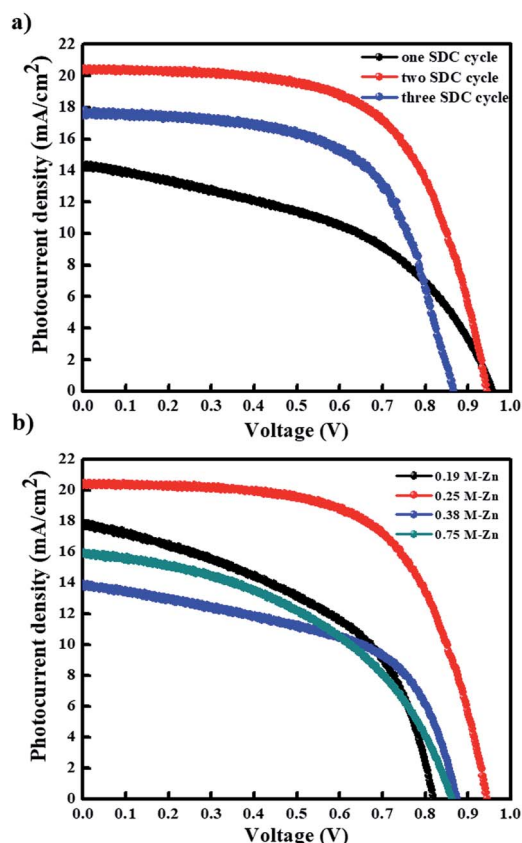 a)
22
20
18
16
14
12
10
8
6
4
2
0
Photocurrent density (mA/cm²)
one SDC cycle
two SDC cycle
three SDC cycle
0.0 0.1 0.2 0.3 0.4 0.5 0.6 0.7 0.8 0.9 1.0
Voltage (V)
b)
22
20
18
16
14
12
10
8
6
4
2
0
Photocurrent density (mA/cm²)
0.19 M-Zn
0.25 M-Zn
0.38 M-Zn
0.75 M-Zn
0.0 0.1 0.2 0.3 0.4 0.5 0.6 0.7 0.8 0.9 1.0
Voltage (V)